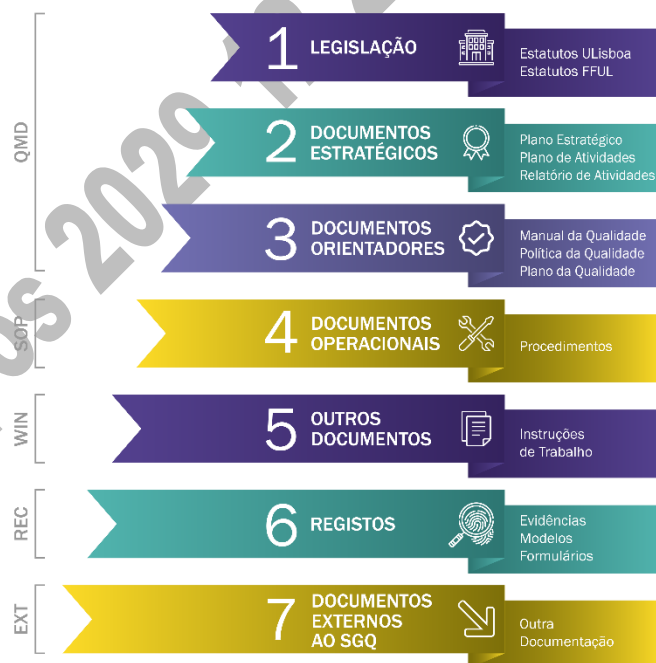 QMD
1 LEGISLAÇÃO
Estatutos ULisboa
Estatutos FFUL
2 DOCUMENTOS
ESTRATÉGICOS
Plano Estratégico
Plano de Atividades
Relatório de Atividades
3 DOCUMENTOS
ORIENTADORES
Manual da Qualidade
Política da Qualidade
Plano da Qualidade
SOP
4 DOCUMENTOS
OPERACIONAIS
Procedimentos
WIN
5 OUTROS
DOCUMENTOS
Instruções
de Trabalho
REC
6 REGISTOS
Evidências
Modelos
Formulários
EXT
7 DOCUMENTOS
EXTERNOS
AO SGQ
Outra
Documentação